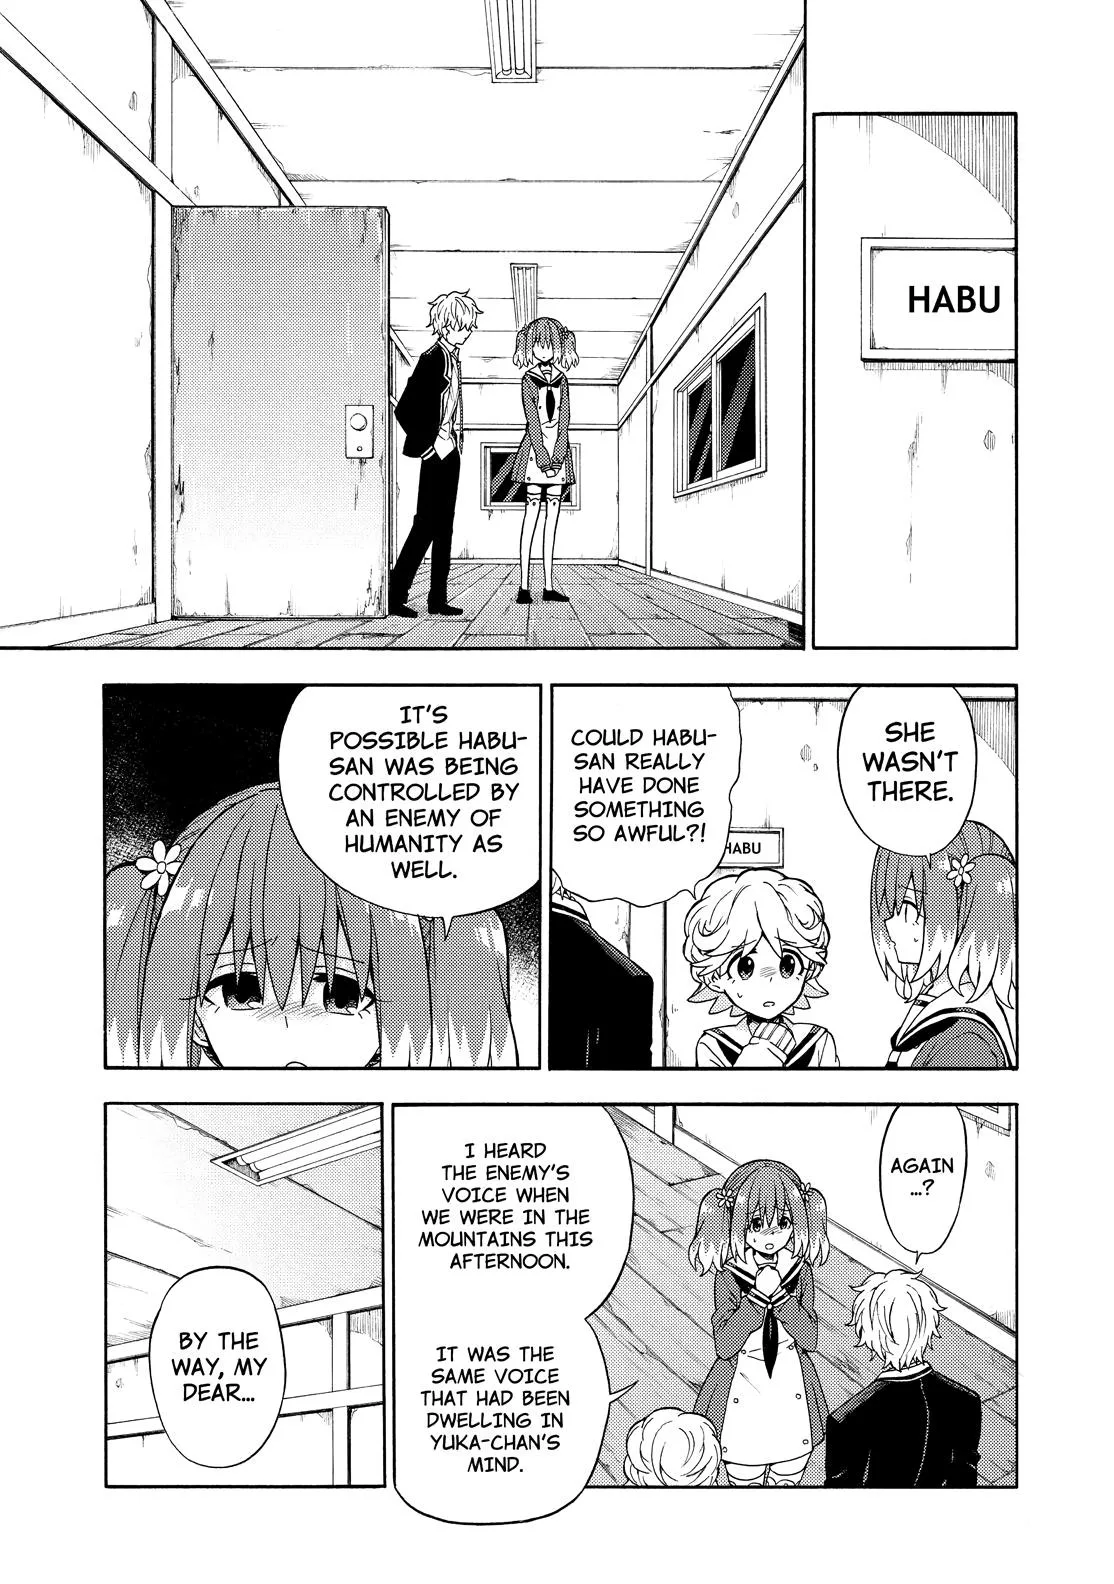 HABU
SHE
WASN'T
THERE.
COULD HABU-
SAN REALLY
HAVE DONE
SOMETHING
SO AWFUL?!
HABU
IT'S
POSSIBLE HABU-
SAN WAS BEING
CONTROLLED BY
AN ENEMY OF
HUMANITY AS
WELL.
AGAIN
...?
I HEARD
THE ENEMY'S
VOICE WHEN
WE WERE IN THE
MOUNTAINS THIS
AFTERNOON.
IT WAS THE
SAME VOICE
THAT HAD BEEN
DWELLING IN
YUKA-CHAN'S
MIND.
BY THE
WAY, MY
DEAR...